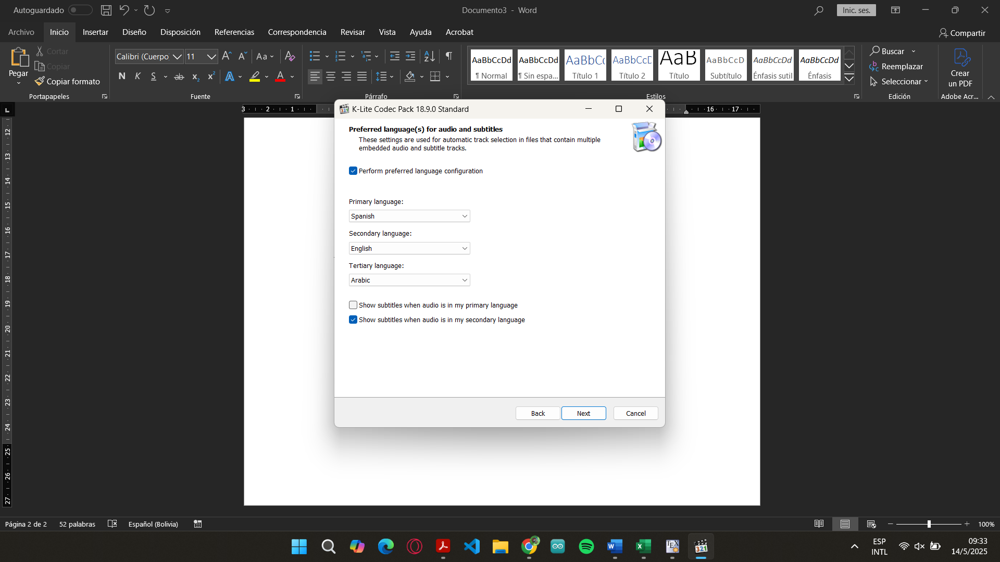 Autoguardado
Documento3 - Word
Inic. ses.
Archivo Inicio Insertar Diseño Disposición Referencias Correspondencia Revisar Vista Ayuda Acrobat
Compartir
Pegar
Cortar
Copiar
Copiar formato
Portapapeles
Calibri (Cuerpo) 11
Aa
N K S ab x₂ x² A A
Fuente
Párrafo
AaBbCcDd AaBbCcDd AaBbCc AaBbCcD AaB AaBbCcD AaBbCcDd AaBbCcDd
¶ Normal ¶ Sin espa... Título 1 Título 2 Título Subtítulo Énfasis sutil Énfasis
Estilos
Buscar
Reemplazar
Seleccionar
Edición
Crear
un PDF
Adobe Acr...
3 2 1 16 17
12
13
14
15
16
17
18
19
20
21
22
23
24
25
26
27
K-Lite Codec Pack 18.9.0 Standard
Preferred language(s) for audio and subtitles
These settings are used for automatic track selection in files that contain multiple
embedded audio and subtitle tracks.
Perform preferred language configuration
Primary language:
Spanish
Secondary language:
English
Tertiary language:
Arabic
Show subtitles when audio is in my primary language
Show subtitles when audio is in my secondary language
Back Next Cancel
Página 2 de 2 52 palabras Español (Bolivia)
100%
ESP
INTL
09:33
14/5/2025